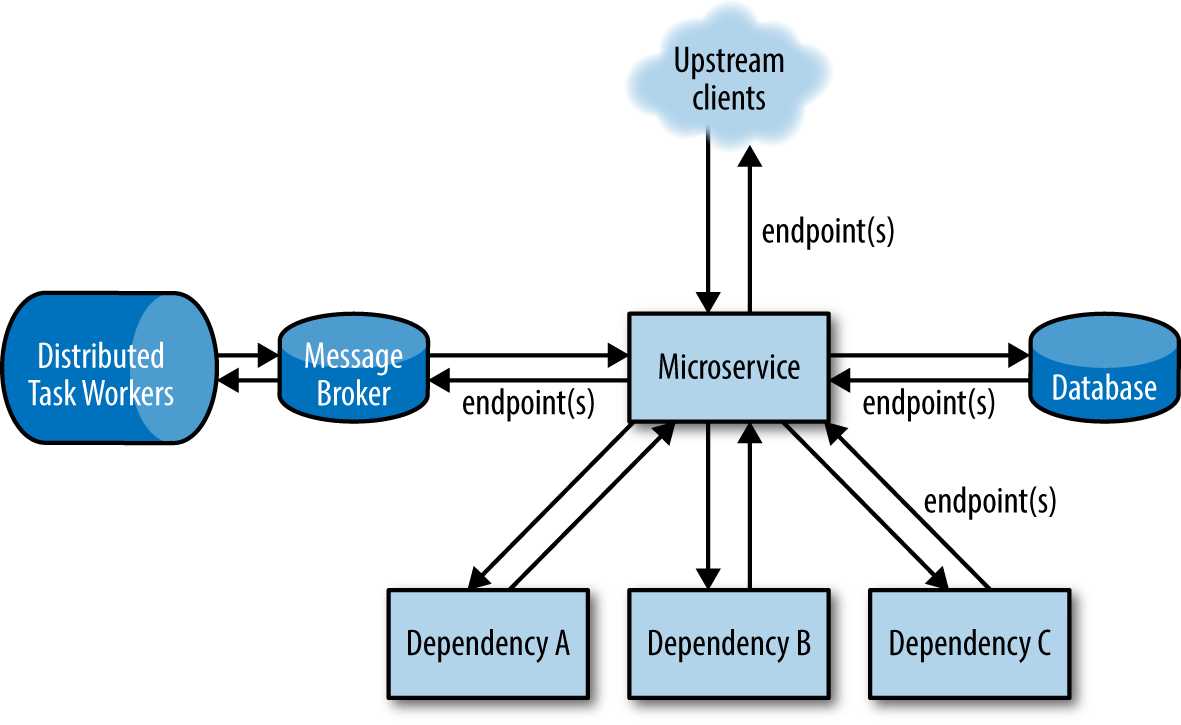 Upstream
clients
endpoint(s)
Distributed
Task Workers
Message
Broker
endpoint(s)
Microservice
endpoint(s)
Database
endpoint(s)
Dependency A
Dependency B
Dependency C